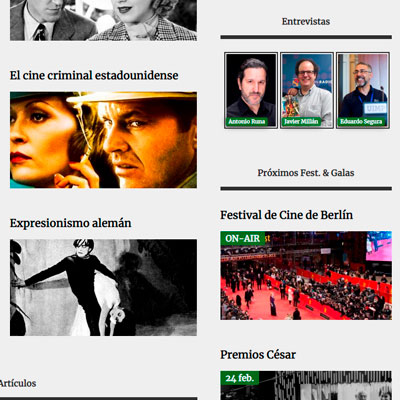 El cine criminal estadounidense
Expresionismo alemán
Artículos
Entrevistas
Antonio Runa
Javier Millán
Eduardo Segura
Próximos Fest. & Galas
Festival de Cine de Berlín
ON-AIR
Premios César
24 feb.